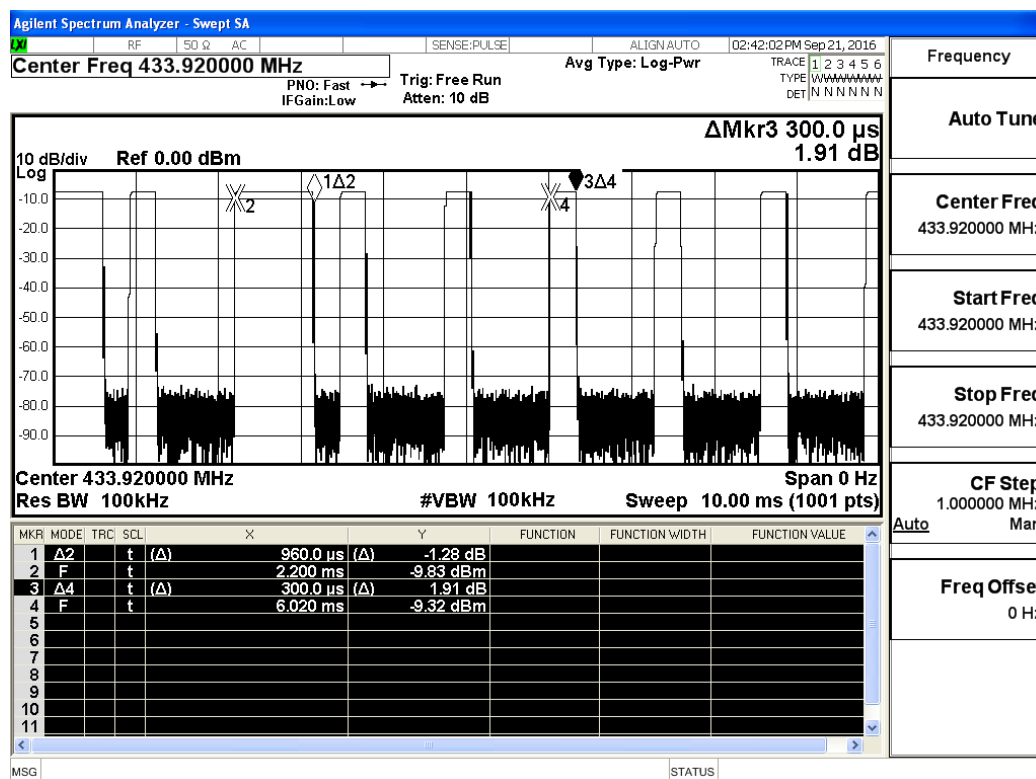 Agilent Spectrum Analyzer - Swept SA
LXI RF 50 Ω AC SENSE:PULSE ALIGN AUTO 02:42:02 PM Sep 21, 2016
Center Freq 433.920000 MHz
PNO: Fast
IFGain:Low
Trig: Free Run
Atten: 10 dB
Avg Type: Log-Pwr
TRACE 1 2 3 4 5 6
TYPE WWWWWW
DET N N N N N N
ΔMkr3 300.0 µs
1.91 dB
10 dB/div Ref 0.00 dBm
Log
-10.0
-20.0
-30.0
-40.0
-50.0
-60.0
-70.0
-80.0
-90.0
2
1Δ2
4
3Δ4
Center 433.920000 MHz Span 0 Hz
Res BW 100kHz #VBW 100kHz Sweep 10.00 ms (1001 pts)
MKR MODE TRC SCL X Y FUNCTION FUNCTION WIDTH FUNCTION VALUE
1 Δ2 t (Δ) 960.0 µs (Δ) -1.28 dB
2 F t 2.200 ms -9.83 dBm
3 Δ4 t (Δ) 300.0 µs (Δ) 1.91 dB
4 F t 6.020 ms -9.32 dBm
5
6
7
8
9
10
11
MSG STATUS
Frequency
Auto Tune
Center Freq
433.920000 MHz
Start Freq
433.920000 MHz
Stop Freq
433.920000 MHz
CF Step
1.000000 MHz
Auto Man
Freq Offse
0 Hz